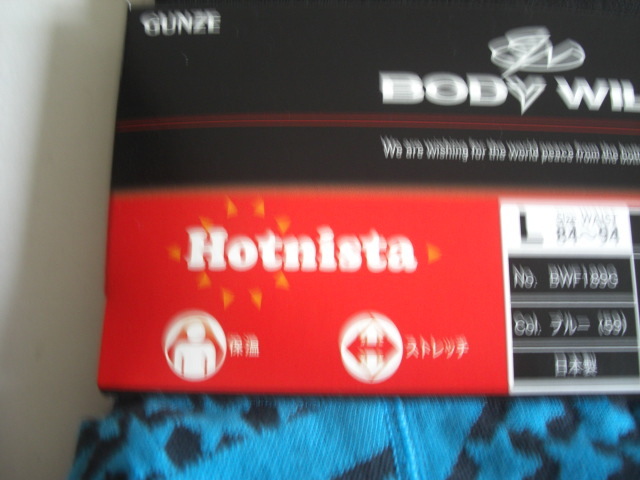 GUNZE
BODY WIL
We are wishing for the world peace from the bot
Hotnista
保温
ストレッチ
L
Size WAIST
84〜94
No. BWF189G
Col. ブルー (59)
日本製